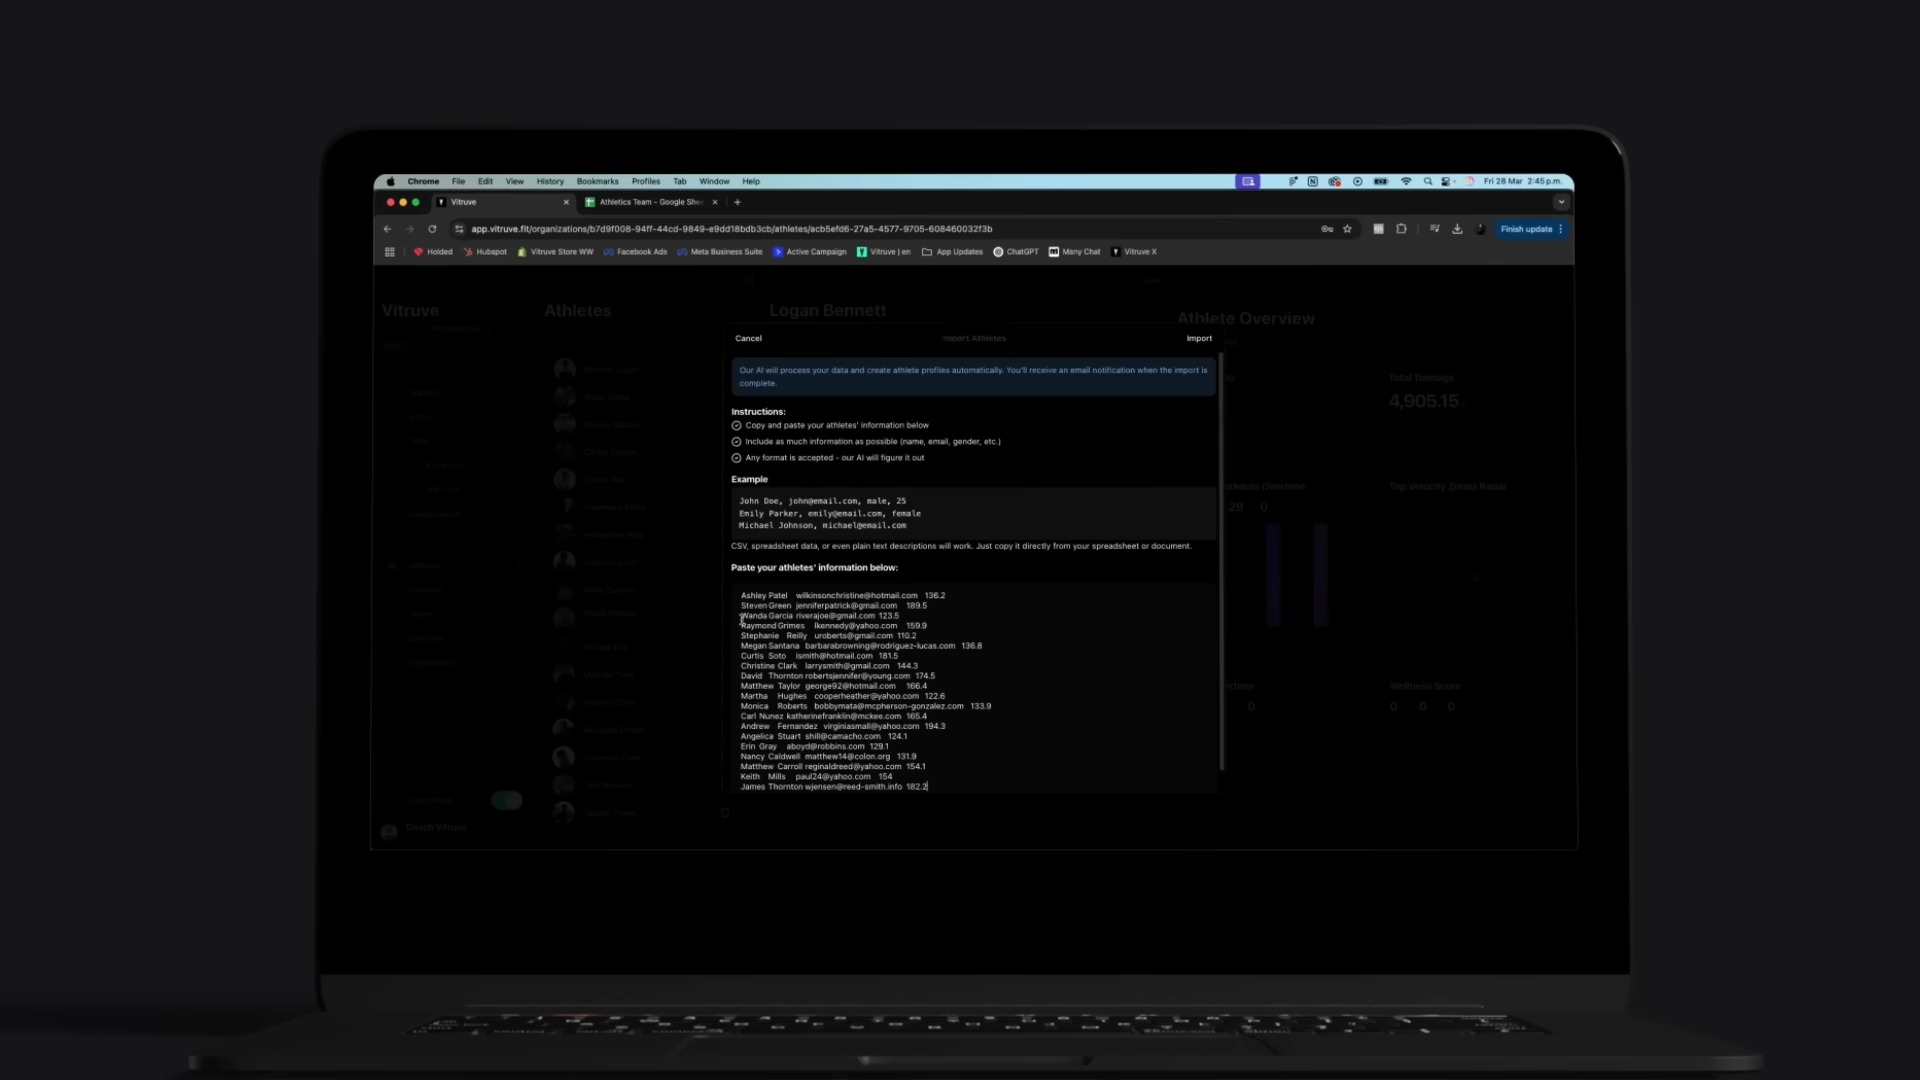 Chrome File Edit View History Bookmarks Profiles Tab Window Help
Fri 28 Mar 2:45 p.m.
Vitruve
Athletics Team - Google She
app.vitruve.fit/organizations/b7d9f008-94ff-44cd-9849-e9dd18bdb3cb/athletes/acb5efd6-27a5-4577-9705-608460032f3b
Finish update
Holded Hubspot Vitruve Store WW Facebook Ads Meta Business Suite Active Campaign Vitruve | en App Updates ChatGPT Many Chat Vitruve X
Vitruve
Athletes
Logan Bennett
Athlete Overview
Cancel
Import Athletes
Import
Our AI will process your data and create athlete profiles automatically. You'll receive an email notification when the import is
complete.
Instructions:
Copy and paste your athletes' information below
Include as much information as possible (name, email, gender, etc.)
Any format is accepted - our AI will figure it out
Example
John Doe, john@email.com, male, 25
Emily Parker, emily@email.com, female
Michael Johnson, michael@email.com
CSV, spreadsheet data, or even plain text descriptions will work. Just copy it directly from your spreadsheet or document.
Paste your athletes' information below:
Ashley Patel wilkinsonchristine@hotmail.com 136.2
Steven Green jenniferpatrick@gmail.com 189.5
Wanda Garcia riverajoe@gmail.com 123.5
Raymond Grimes lkennedy@yahoo.com 159.9
Stephanie Reilly uroberts@gmail.com 110.2
Megan Santana barbarabrowning@rodriguez-lucas.com 136.8
Curtis Soto ismith@hotmail.com 181.5
Christine Clark larrysmith@gmail.com 144.3
David Thornton robertsjennifer@young.com 174.5
Matthew Taylor george92@hotmail.com 166.4
Martha Hughes cooperheather@yahoo.com 122.6
Monica Roberts bobbymata@mcpherson-gonzalez.com 133.9
Carl Nunez katherinefranklin@mckee.com 165.4
Andrew Fernandez virginiasmall@yahoo.com 194.3
Angelica Stuart shill@camacho.com 124.1
Erin Gray aboyd@robbins.com 129.1
Nancy Caldwell matthew14@colon.org 131.9
Matthew Carroll reginaldreed@yahoo.com 154.1
Keith Mills paul24@yahoo.com 154
James Thornton wjensen@reed-smith.info 182.2
Total Tonnage
4,905.15
Workouts Overtime
Top Velocity Zones Radar
Wellness Score
0 0 0
Coach Vitruve